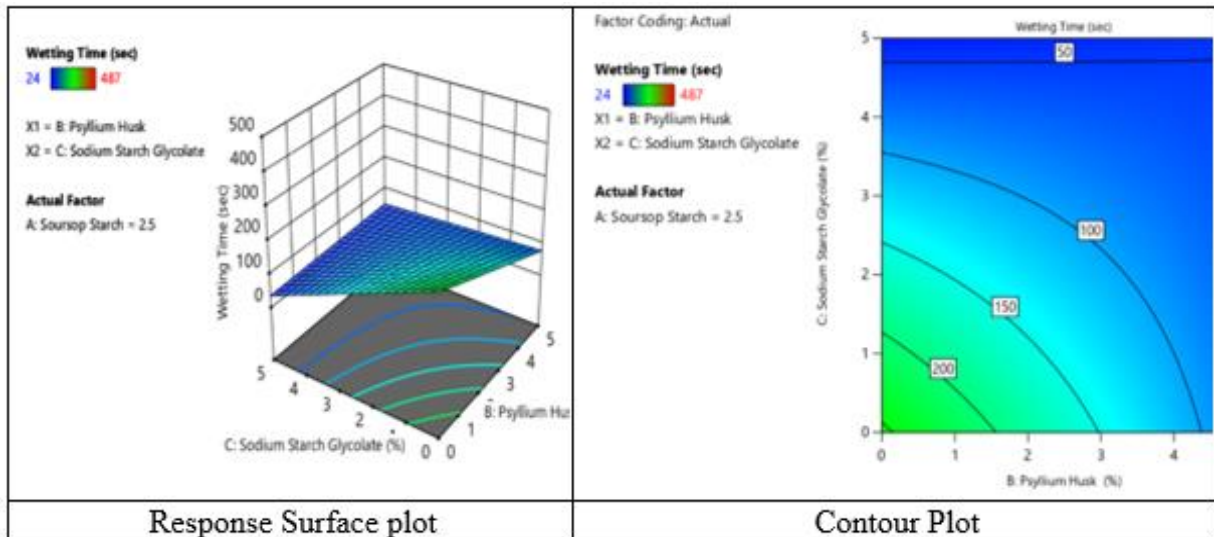 Wetting Time (sec)
24 487
X1 = B: Psyllium Husk
X2 = C: Sodium Starch Glycolate
Actual Factor
A: Soursop Starch = 2.5
Wetting Time (sec)
500
400
300
200
100
0
5
4
3
2
1
0
C: Sodium Starch Glycolate (%)
5
4
3
2
1
0
B: Psyllium Hu
Response Surface plot
Factor Coding: Actual
Wetting Time (sec)
24 487
X1 = B: Psyllium Husk
X2 = C: Sodium Starch Glycolate
Actual Factor
A: Soursop Starch = 2.5
Wetting Time (sec)
C: Sodium Starch Glycolate (%)
5
4
3
2
1
0
50
100
150
200
0 1 2 3 4
B: Psyllium Husk (%)
Contour Plot